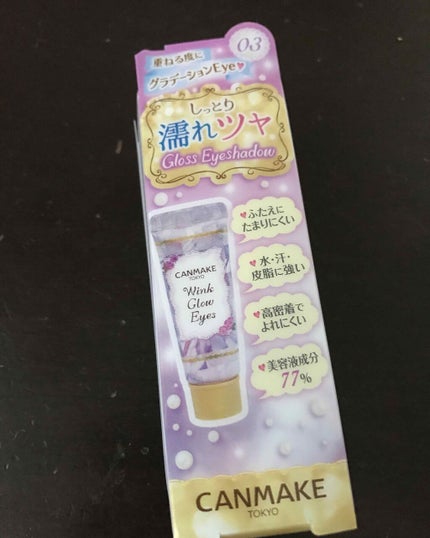 03
重ねる度に
グラデーションEye♥
しっとり
濡れツヤ
Gloss Eyeshadow
♥ふたえに
たまりにくい
♥水・汗・
皮脂に強い
♥高密着で
よれにくい
♥美容液成分
77%
CANMAKE
TOKYO
Wink
Glow
Eyes
CANMAKE
TOKYO